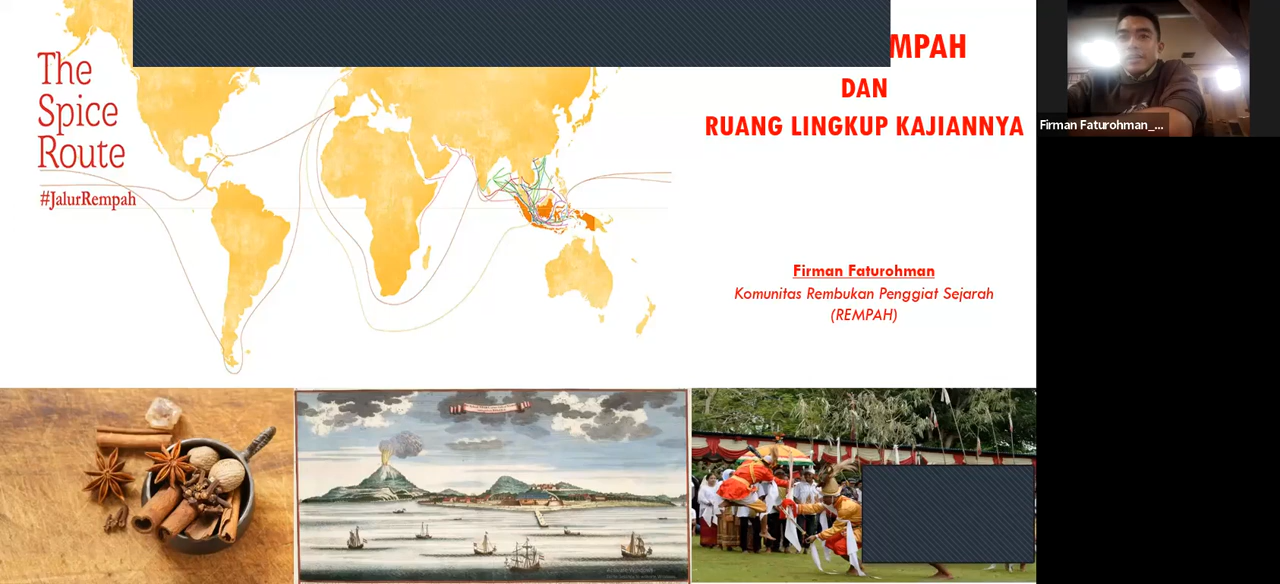 The
Spice
Route
#JalurRempah
MPAH
DAN
RUANG LINGKUP KAJIANNYA
Firman Faturohman
Komunitas Rembukan Penggiat Sejarah
(REMPAH)
Firman Faturohman_...